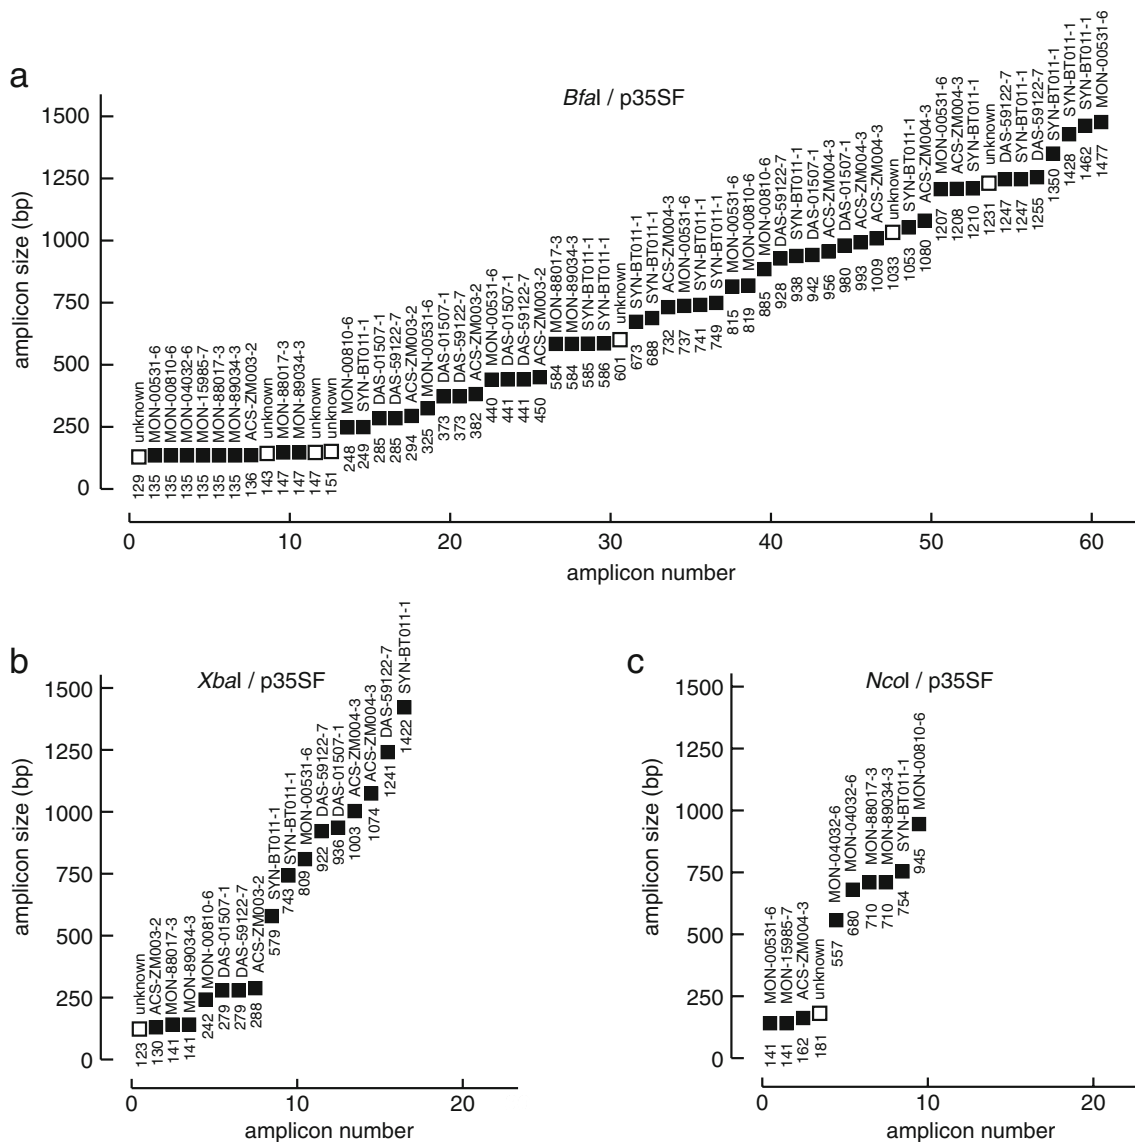 a
BfaI / p35SF
amplicon size (bp)
1500
1250
1000
750
500
250
0
unknown 129
MON-00531-6 135
MON-00810-6 135
MON-04032-6 135
MON-15985-7 135
MON-88017-3 135
MON-89034-3 135
ACS-ZM003-2 136
unknown 143
MON-88017-3 147
MON-89034-3 147
unknown 147
unknown 151
MON-00810-6 248
SYN-BT011-1 249
DAS-01507-1 285
DAS-59122-7 285
ACS-ZM003-2 294
MON-00531-6 325
DAS-01507-1 373
DAS-59122-7 373
ACS-ZM003-2 382
MON-00531-6 440
DAS-01507-1 441
DAS-59122-7 441
ACS-ZM003-2 450
MON-88017-3 584
MON-89034-3 584
SYN-BT011-1 585
SYN-BT011-1 586
unknown 601
SYN-BT011-1 673
SYN-BT011-1 688
ACS-ZM004-3 732
MON-00531-6 737
SYN-BT011-1 741
SYN-BT011-1 749
MON-00531-6 815
MON-00810-6 819
MON-00810-6 885
DAS-59122-7 928
SYN-BT011-1 938
DAS-01507-1 942
ACS-ZM004-3 956
DAS-01507-1 980
ACS-ZM004-3 993
ACS-ZM004-3 1009
unknown 1033
SYN-BT011-1 1053
ACS-ZM004-3 1080
MON-00531-6 1207
ACS-ZM004-3 1208
SYN-BT011-1 1210
unknown 1231
DAS-59122-7 1247
SYN-BT011-1 1247
DAS-59122-7 1255
SYN-BT011-1 1350
SYN-BT011-1 1428
SYN-BT011-1 1462
MON-00531-6 1477
0 10 20 30 40 50 60
amplicon number
b
XbaI / p35SF
amplicon size (bp)
1500
1250
1000
750
500
250
0
unknown 123
ACS-ZM003-2 130
MON-88017-3 141
MON-89034-3 141
MON-00810-6 242
DAS-01507-1 279
DAS-59122-7 279
ACS-ZM003-2 288
SYN-BT011-1 579
SYN-BT011-1 743
MON-00531-6 809
DAS-59122-7 922
DAS-01507-1 936
ACS-ZM004-3 1003
ACS-ZM004-3 1074
DAS-59122-7 1241
SYN-BT011-1 1422
0 10 20
amplicon number
c
NcoI / p35SF
amplicon size (bp)
1500
1250
1000
750
500
250
0
MON-00531-6 141
MON-15985-7 141
ACS-ZM004-3 162
unknown 181
MON-04032-6 557
MON-04032-6 680
MON-88017-3 710
MON-89034-3 710
SYN-BT011-1 754
MON-00810-6 945
0 10 20
amplicon number